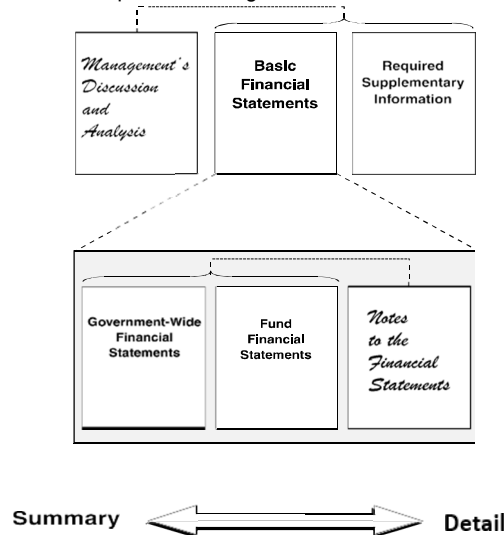 Management's
Discussion
and
Analysis
Basic
Financial
Statements
Required
Supplementary
Information
Government-Wide
Financial
Statements
Fund
Financial
Statements
Notes
to the
Financial
Statements
Summary
Detail